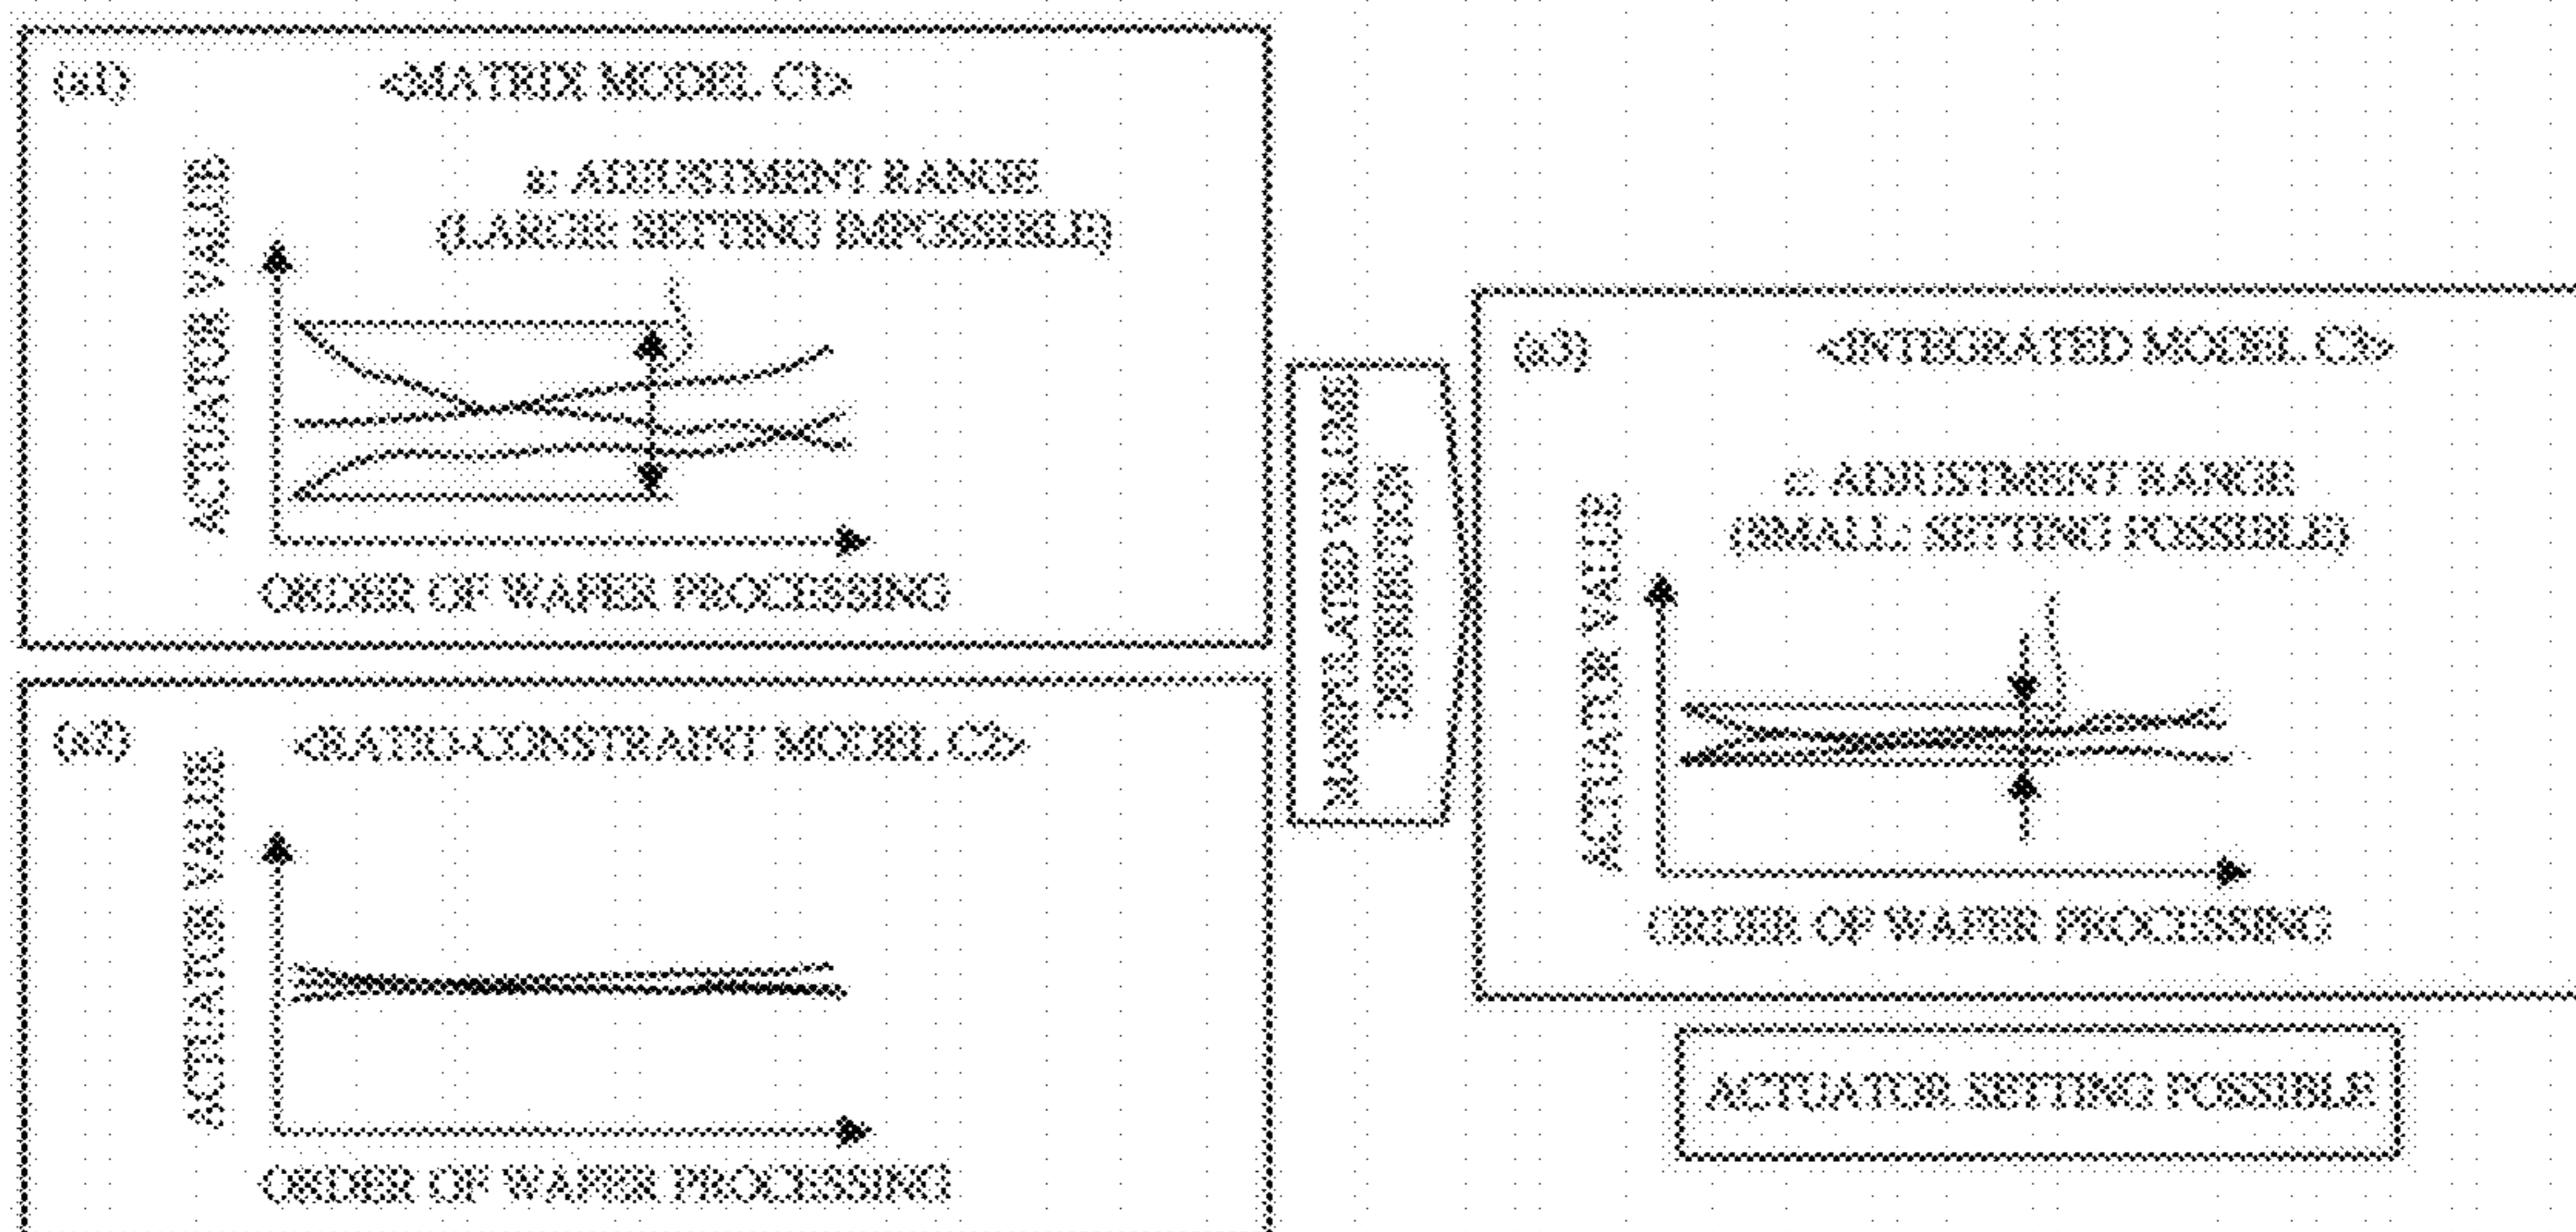 (a1)
<MATRIX MODEL C1>
a: ADJUSTMENT RANGE
(LARGE: SETTING IMPOSSIBLE)
ACTUATOR VALUE
ORDER OF WAFER PROCESSING
(a2)
<RATIO-CONSTRAINT MODEL C2>
ACTUATOR VALUE
ORDER OF WAFER PROCESSING
MANIPULATED VOLUME
(a3)
<INTEGRATED MODEL C3>
c: ADJUSTMENT RANGE
(SMALL: SETTING POSSIBLE)
ACTUATOR VALUE
ORDER OF WAFER PROCESSING
ACTUATOR SETTING POSSIBLE